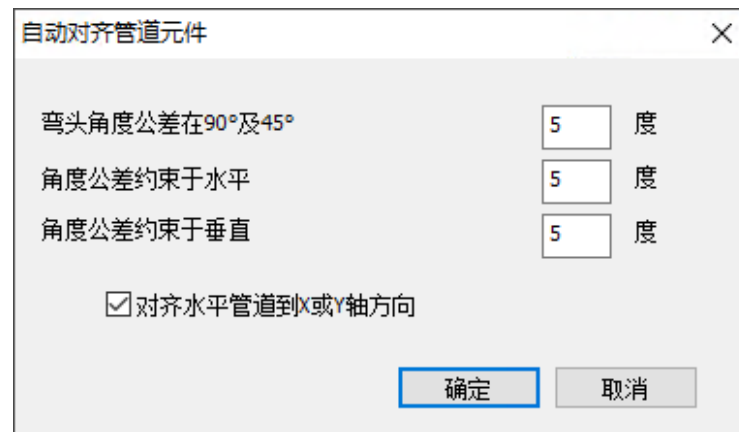 自动对齐管道元件
弯头角度公差在90°及45° 5 度
角度公差约束于水平 5 度
角度公差约束于垂直 5 度
对齐水平管道到X或Y轴方向
确定 取消